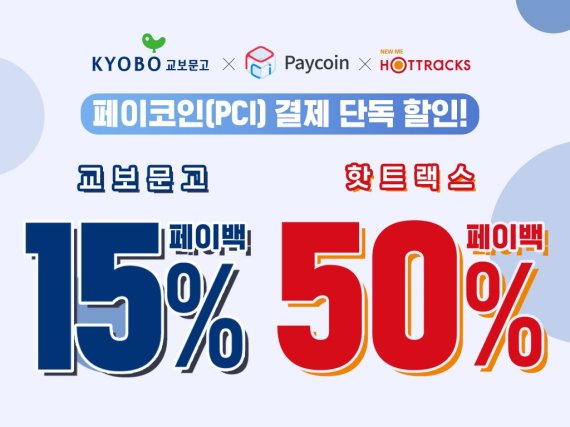 KYOBO 교보문고 × Paycoin × NEW ME HOTTRACKS
페이코인(PCI) 결제 단독 할인!
교보문고
15% 페이백
핫트랙스
50% 페이백